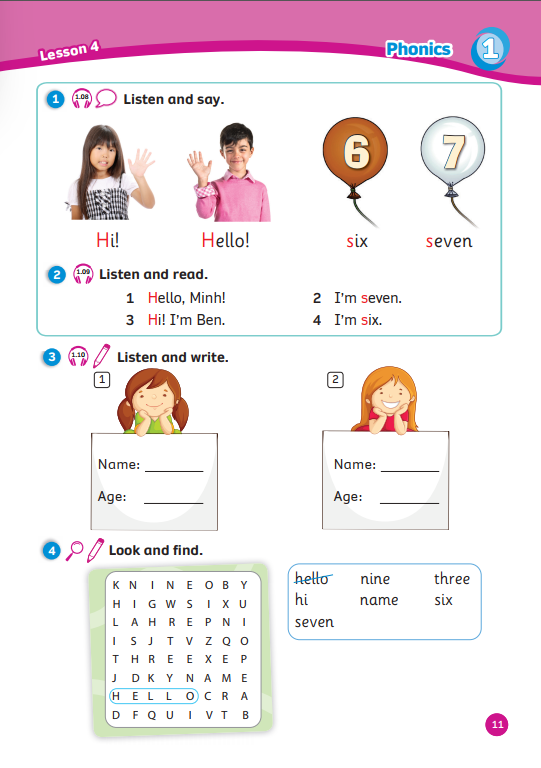 Lesson 4
Phonics 1
1 1.08 Listen and say.
6 7
Hi! Hello! six seven
2 1.09 Listen and read.
1 Hello, Minh! 2 I'm seven.
3 Hi! I'm Ben. 4 I'm six.
3 1.10 Listen and write.
1 2
Name: ________ Name: ________
Age: ________ Age: ________
4 Look and find.
K N I N E O B Y
H I G W S I X U
L A H R E P N I
I S J T V Z Q O
T H R E E X E P
J D K Y N A M E
H E L L O C R A
D F Q U I V T B
hello nine three
hi name six
seven
11